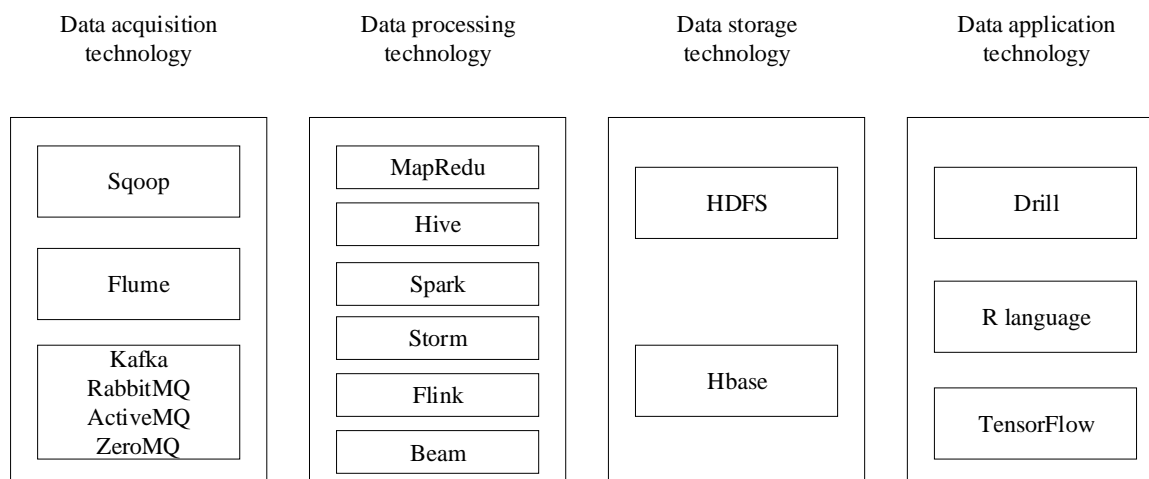 Data acquisition
technology
Data processing
technology
Data storage
technology
Data application
technology
Sqoop
Flume
Kafka
RabbitMQ
ActiveMQ
ZeroMQ
MapRedu
Hive
Spark
Storm
Flink
Beam
HDFS
Hbase
Drill
R language
TensorFlow